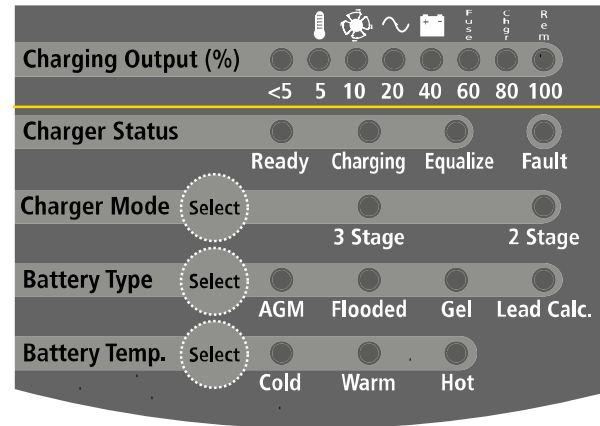 Fuse Chgr Rem
Charging Output (%)
<5 5 10 20 40 60 80 100
Charger Status
Ready Charging Equalize Fault
Charger Mode Select
3 Stage 2 Stage
Battery Type Select
AGM Flooded Gel Lead Calc.
Battery Temp. Select
Cold Warm Hot